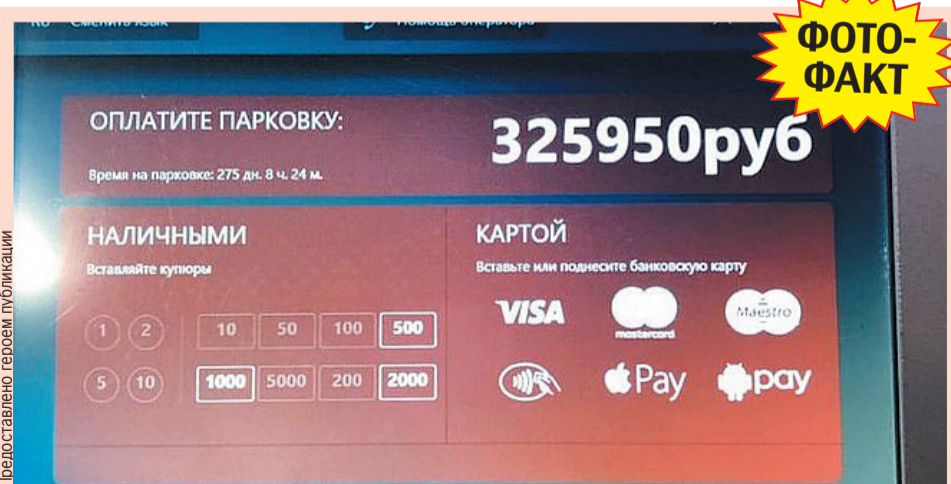 ФОТО-
ФАКТ
ОПЛАТИТЕ ПАРКОВКУ:
325950руб
Время на парковке: 275 дн. 8 ч. 24 м.
НАЛИЧНЫМИ
Вставляйте купюры
1 2 10 50 100 500
5 10 1000 5000 200 2000
КАРТОЙ
Вставьте или поднесите банковскую карту
VISA mastercard Maestro
Pay pay
Предоставлено героем публикации